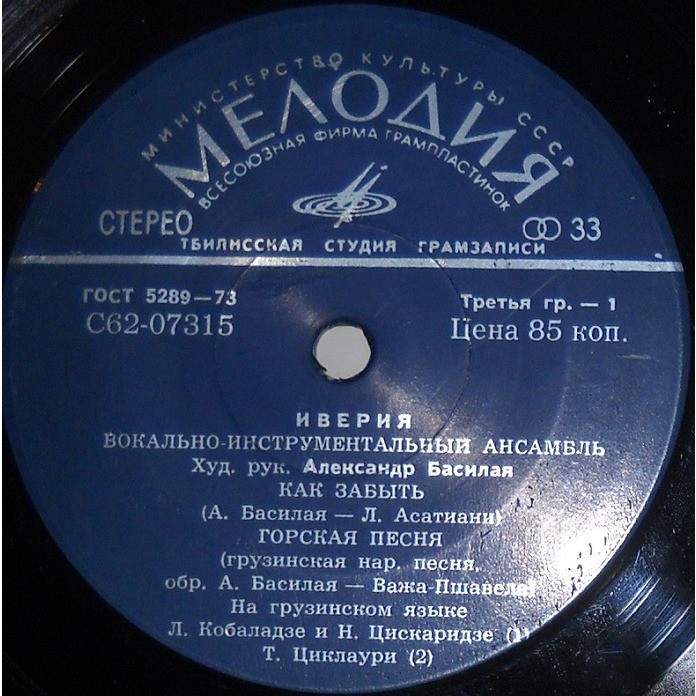 МИНИСТЕРСТВО КУЛЬТУРЫ СССР
МЕЛОДИЯ
ВСЕСОЮЗНАЯ ФИРМА ГРАМПЛАСТИНОК
СТЕРЕО
33
ТБИЛИССКАЯ СТУДИЯ ГРАМЗАПИСИ
ГОСТ 5289—73
Третья гр. — 1
С62-07315
Цена 85 коп.
ИВЕРИЯ
ВОКАЛЬНО-ИНСТРУМЕНТАЛЬНЫЙ АНСАМБЛЬ
Худ. рук. Александр Басилая
КАК ЗАБЫТЬ
(А. Басилая — Л. Асатиани)
ГОРСКАЯ ПЕСНЯ
(грузинская нар. песня,
обр. А. Басилая — Важа-Пшавела)
На грузинском языке
Л. Кобаладзе и Н. Цискаридзе (1)
Т. Циклаури (2)